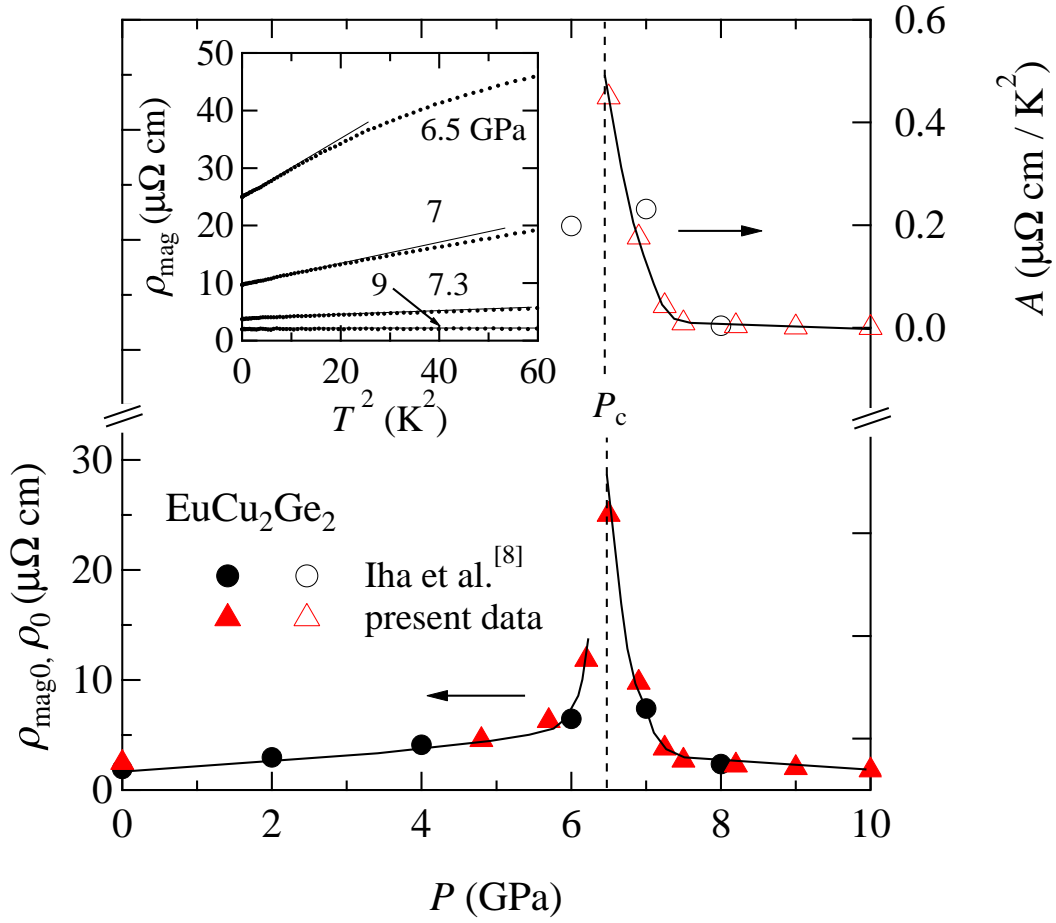 50
40
30
20
10
0
ρmag (μΩ cm)
0 20 40 60
T 2 (K2)
6.5 GPa
7
9 7.3
0.6
0.4
0.2
0.0
A (μΩ cm / K2)
Pc
30
20
10
0
ρmag0, ρ0 (μΩ cm)
EuCu2Ge2
Iha et al.[8]
present data
0 2 4 6 8 10
P (GPa)